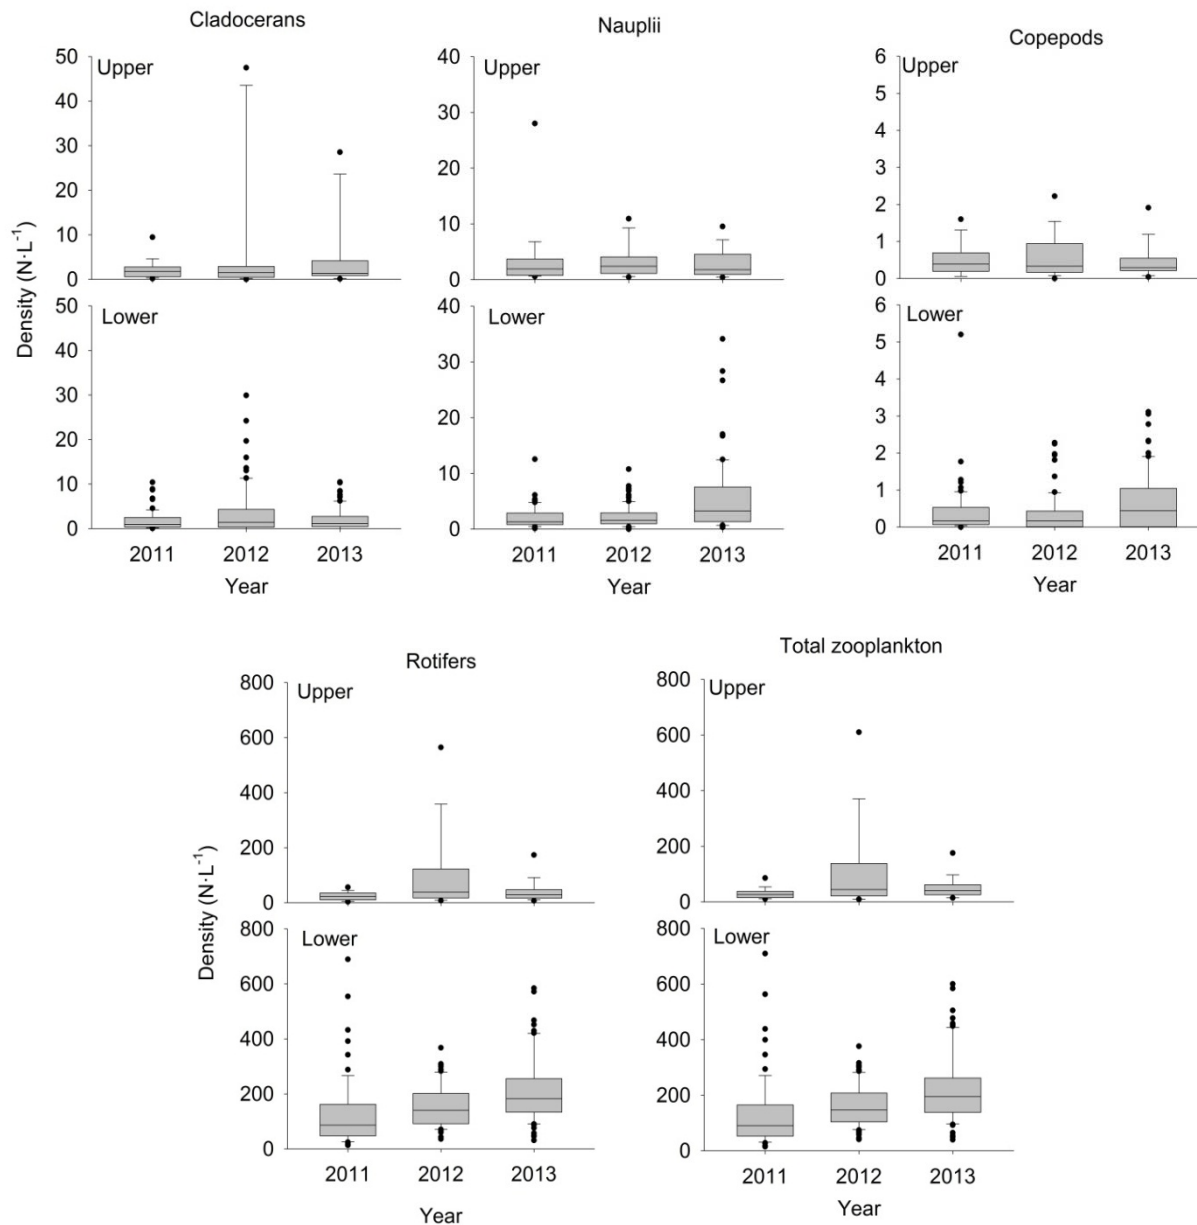 Cladocerans
Nauplii
Copepods
Upper
Upper
Upper
50
40
30
20
10
0
40
30
20
10
0
6
5
4
3
2
1
0
Density (N·L⁻¹)
Lower
Lower
Lower
50
40
30
20
10
0
40
30
20
10
0
6
5
4
3
2
1
0
2011 2012 2013
2011 2012 2013
2011 2012 2013
Year
Year
Year
Rotifers
Total zooplankton
Upper
Upper
800
600
400
200
0
800
600
400
200
0
Density (N·L⁻¹)
Lower
Lower
800
600
400
200
0
800
600
400
200
0
2011 2012 2013
2011 2012 2013
Year
Year